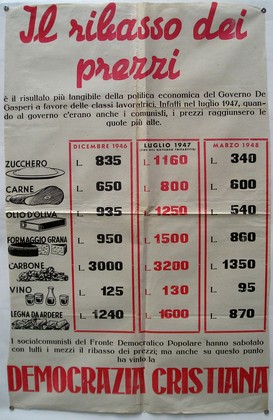 Il ribasso dei
prezzi
è il risultato più tangibile della politica economica del Governo De
Gasperi a favore delle classi lavoratrici. Infatti nel luglio 1947, quan-
do al governo c'erano anche i comunisti, i prezzi raggiunsero le
quote più alte.
DICEMBRE 1946 LUGLIO 1947 MARZO 1948
ZUCCHERO L. 835 L. 1160 L. 340
CARNE L. 650 L. 800 L. 600
OLIO D'OLIVA L. 935 L. 1250 L. 540
FORMAGGIO GRANA L. 950 L. 1500 L. 860
CARBONE L. 3000 L. 3200 L. 1350
VINO L. 125 L. 130 L. 95
LEGNA DA ARDERE L. 1240 L. 1600 L. 870
I socialcomunisti del Fronte Democratico Popolare hanno sabotato
con tutti i mezzi il ribasso dei prezzi; ma anche su questo punto
ha vinto la
DEMOCRAZIA CRISTIANA